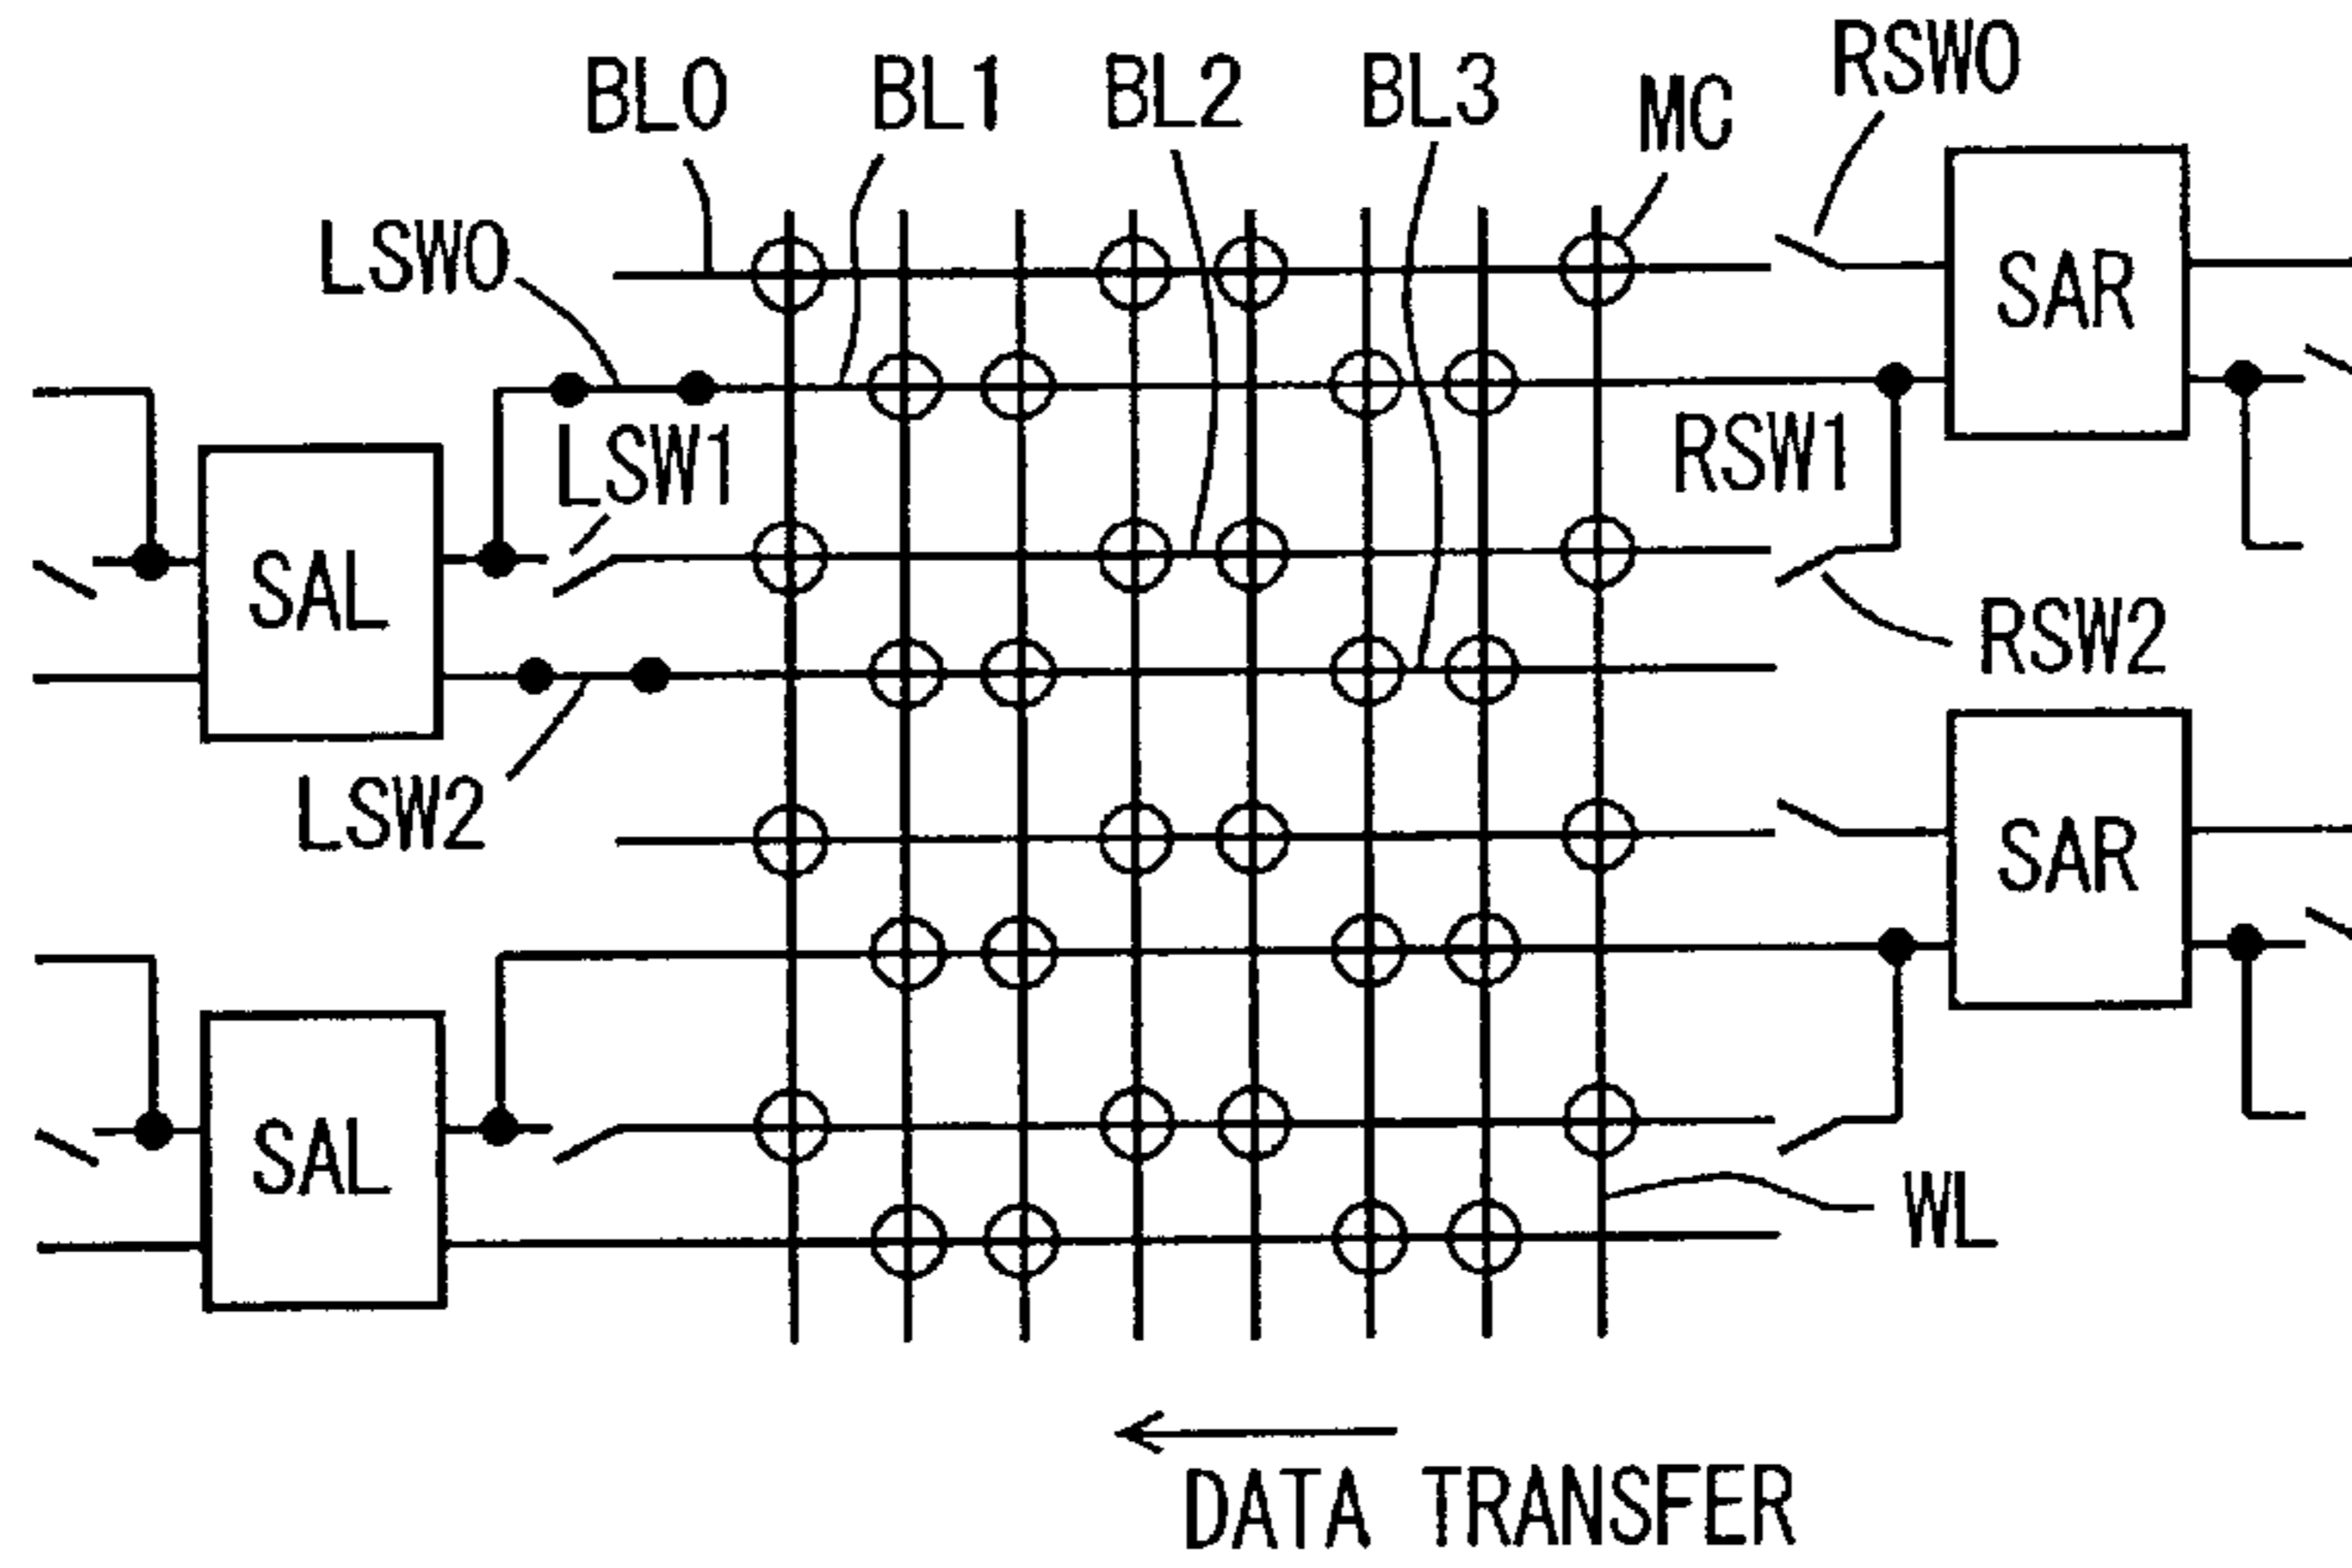 BL0
BL1
BL2
BL3
MC
RSW0
LSW0
SAR
LSW1
RSW1
SAL
RSW2
LSW2
SAR
SAL
WL
DATA TRANSFER